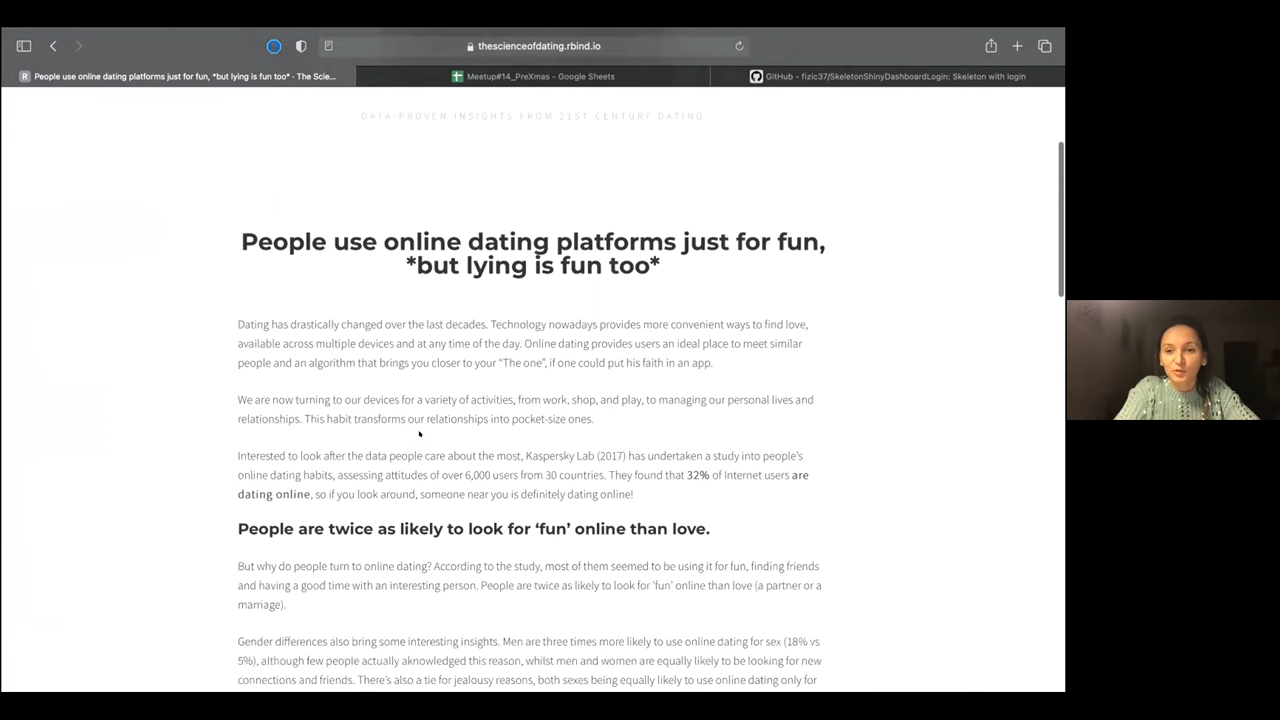 thescienceofdating.rbind.io
People use online dating platforms just for fun, *but lying is fun too* - The Scie...
Meetup#14_PreXmas - Google Sheets
GitHub - fizic37/SkeletonShinyDashboardLogin: Skeleton with login
DATA-PROVEN INSIGHTS FROM 21ST CENTURY DATING
People use online dating platforms just for fun,
*but lying is fun too*
Dating has drastically changed over the last decades. Technology nowadays provides more convenient ways to find love,
available across multiple devices and at any time of the day. Online dating provides users an ideal place to meet similar
people and an algorithm that brings you closer to your “The one”, if one could put his faith in an app.
We are now turning to our devices for a variety of activities, from work, shop, and play, to managing our personal lives and
relationships. This habit transforms our relationships into pocket-size ones.
Interested to look after the data people care about the most, Kaspersky Lab (2017) has undertaken a study into people’s
online dating habits, assessing attitudes of over 6,000 users from 30 countries. They found that 32% of Internet users are
dating online, so if you look around, someone near you is definitely dating online!
People are twice as likely to look for ‘fun’ online than love.
But why do people turn to online dating? According to the study, most of them seemed to be using it for fun, finding friends
and having a good time with an interesting person. People are twice as likely to look for ‘fun’ online than love (a partner or a
marriage).
Gender differences also bring some interesting insights. Men are three times more likely to use online dating for sex (18% vs
5%), although few people actually aknowledged this reason, whilst men and women are equally likely to be looking for new
connections and friends. There’s also a tie for jealousy reasons, both sexes being equally likely to use online dating only for